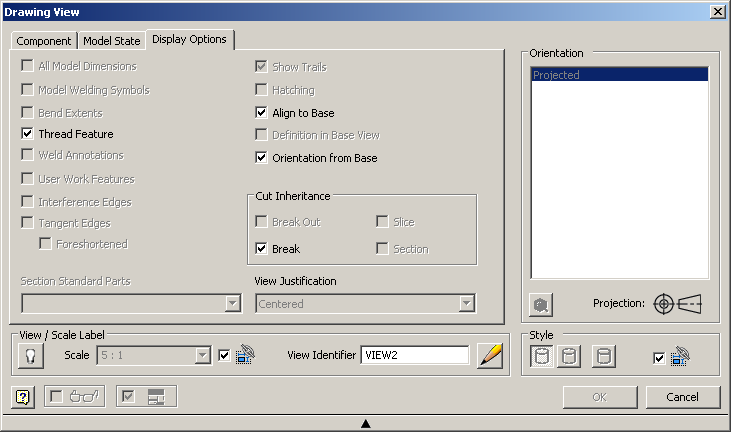 Drawing View
Component Model State Display Options
All Model Dimensions
Model Welding Symbols
Bend Extents
Thread Feature
Weld Annotations
User Work Features
Interference Edges
Tangent Edges
Foreshortened
Show Trails
Hatching
Align to Base
Definition in Base View
Orientation from Base
Cut Inheritance
Break Out Slice
Break Section
Section Standard Parts
View Justification
Centered
Orientation
Projected
Projection:
View / Scale Label
Scale 5 : 1 View Identifier VIEW2
Style
?
OK Cancel